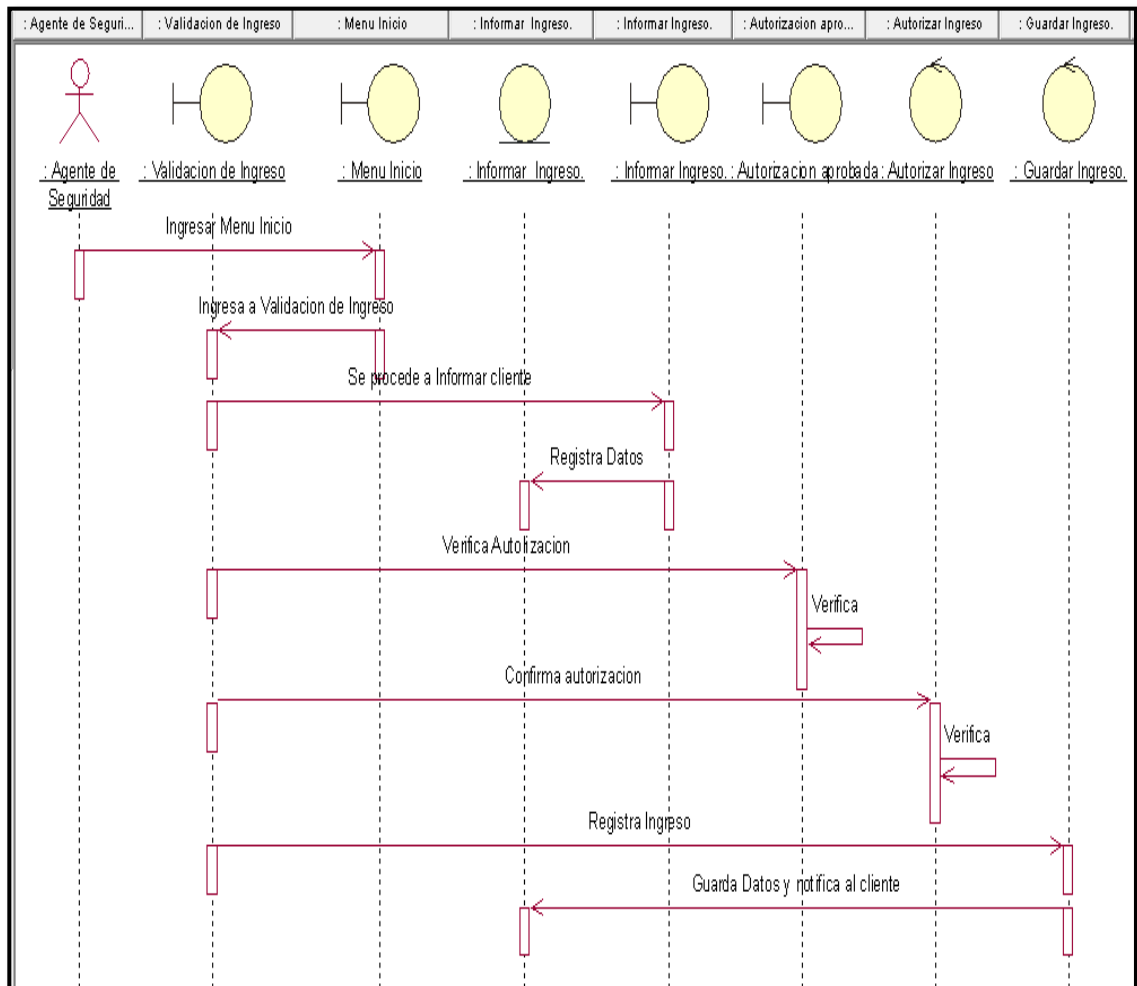 : Agente de Seguri...
: Validacion de Ingreso
: Menu Inicio
: Informar Ingreso.
: Informar Ingreso.
: Autorizacion apro...
: Autorizar Ingreso
: Guardar Ingreso.
: Agente de
Seguridad
: Validacion de Ingreso
: Menu Inicio
: Informar Ingreso.
: Informar Ingreso.
: Autorizacion aprobada
: Autorizar Ingreso
: Guardar Ingreso.
Ingresar Menu Inicio
Ingresa a Validacion de Ingreso
Se procede a Informar cliente
Registra Datos
Verifica Autorizacion
Verifica
Confirma autorizacion
Verifica
Registra Ingreso
Guarda Datos y notifica al cliente